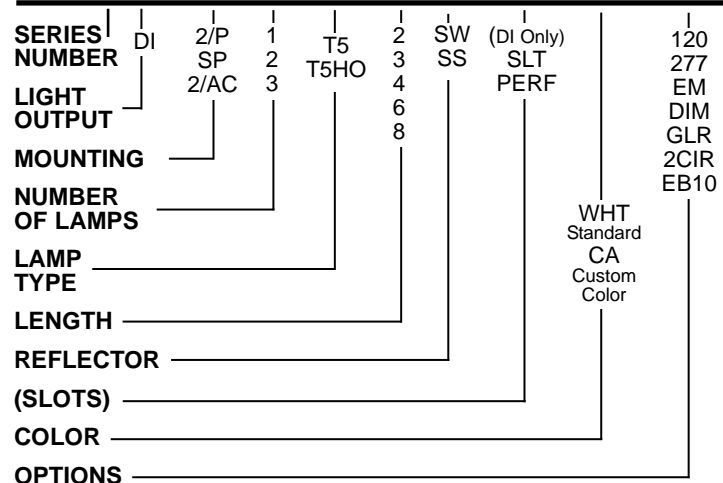 SERIES
NUMBER
DI
2/P
SP
2/AC
1
2
3
T5
T5HO
2
3
4
6
8
SW
SS
(DI Only)
SLT
PERF
WHT
Standard
CA
Custom
Color
120
277
EM
DIM
GLR
2CIR
EB10
LIGHT
OUTPUT
MOUNTING
NUMBER
OF LAMPS
LAMP
TYPE
LENGTH
REFLECTOR
(SLOTS)
COLOR
OPTIONS